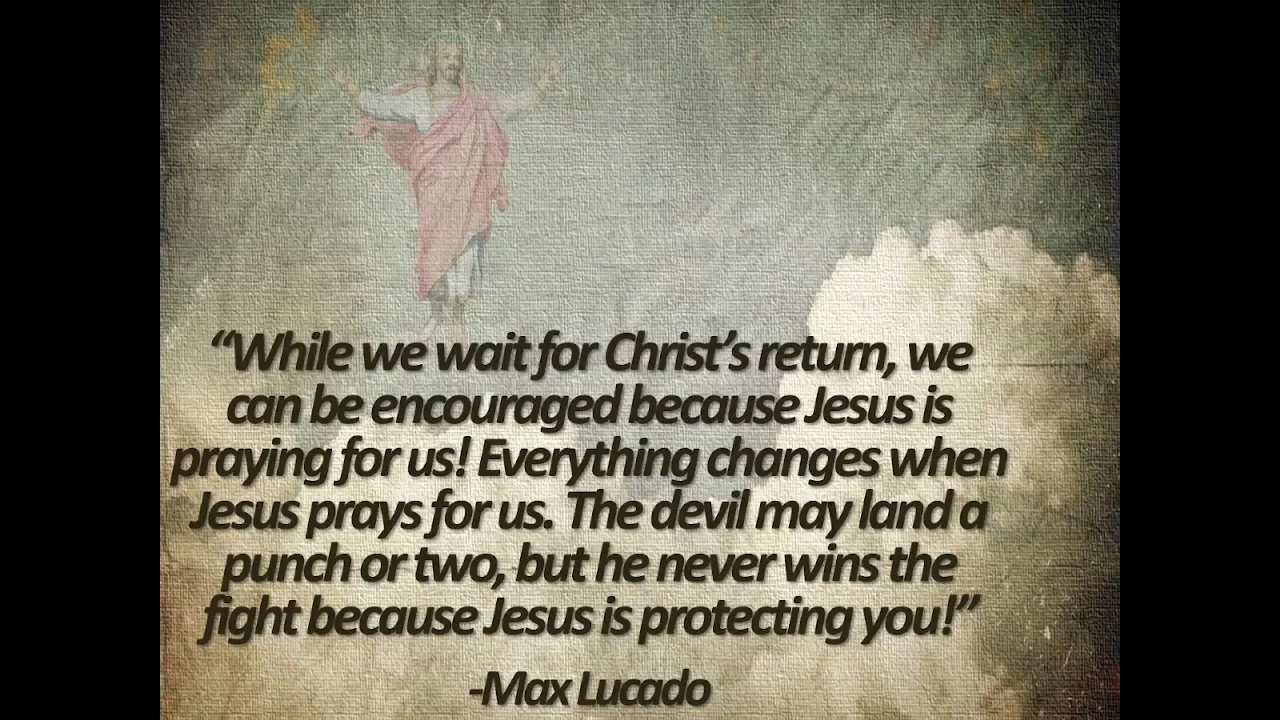 “While we wait for Christ’s return, we
can be encouraged because Jesus is
praying for us! Everything changes when
Jesus prays for us. The devil may land a
punch or two, but he never wins the
fight because Jesus is protecting you!”
-Max Lucado